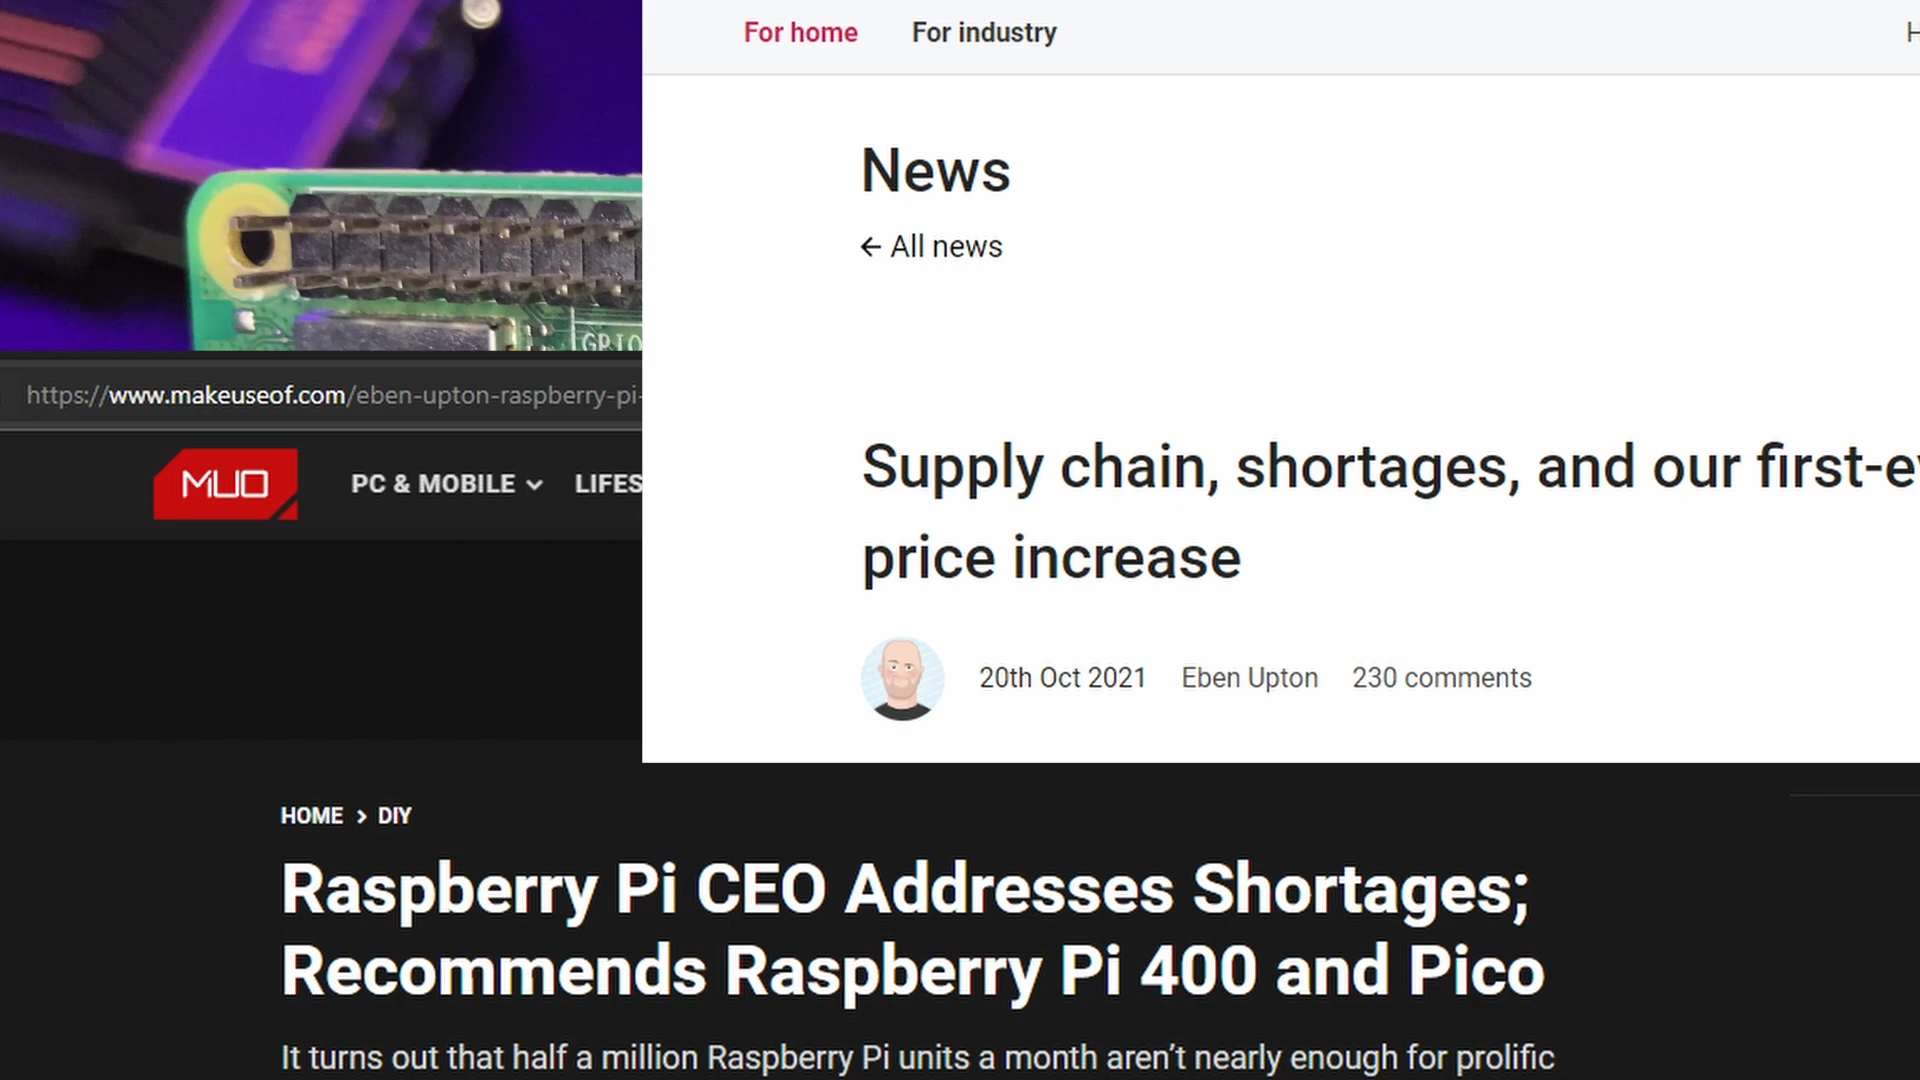 For home For industry
News
← All news
Supply chain, shortages, and our
price increase
20th Oct 2021 Eben Upton 230 comments
GPIO
https://www.makeuseof.com/eben-upton-raspberry-pi-
MUO PC & MOBILE
HOME > DIY
Raspberry Pi CEO Addresses Shortages;
Recommends Raspberry Pi 400 and Pico
It turns out that half a million Raspberry Pi units a month aren’t nearly enough for prolific